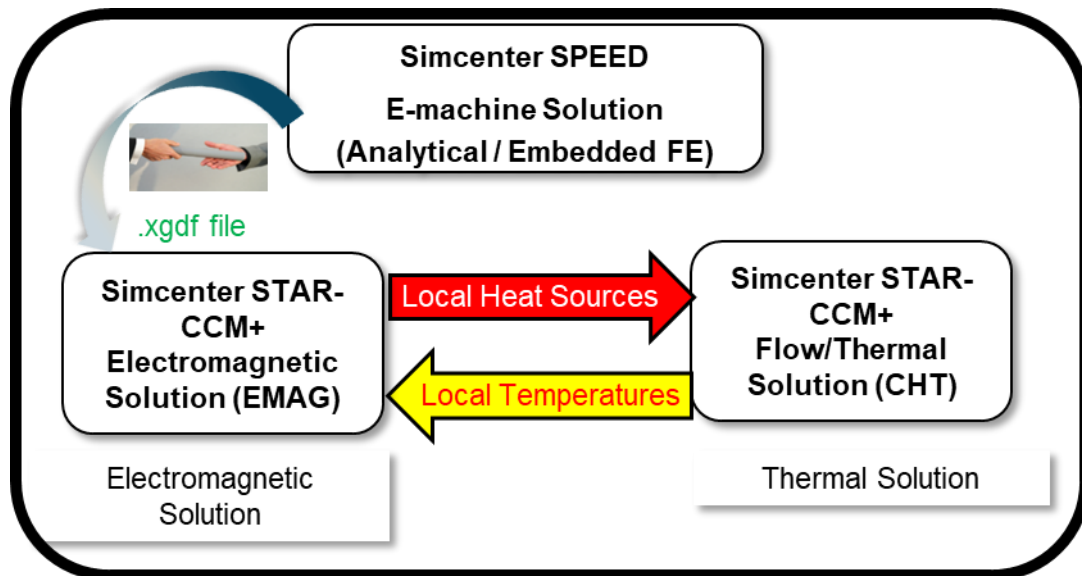 Simcenter SPEED
E-machine Solution
(Analytical / Embedded FE)
.xgdf file
Simcenter STAR-
CCM+
Electromagnetic
Solution (EMAG)
Local Heat Sources
Local Temperatures
Simcenter STAR-
CCM+
Flow/Thermal
Solution (CHT)
Electromagnetic
Solution
Thermal Solution